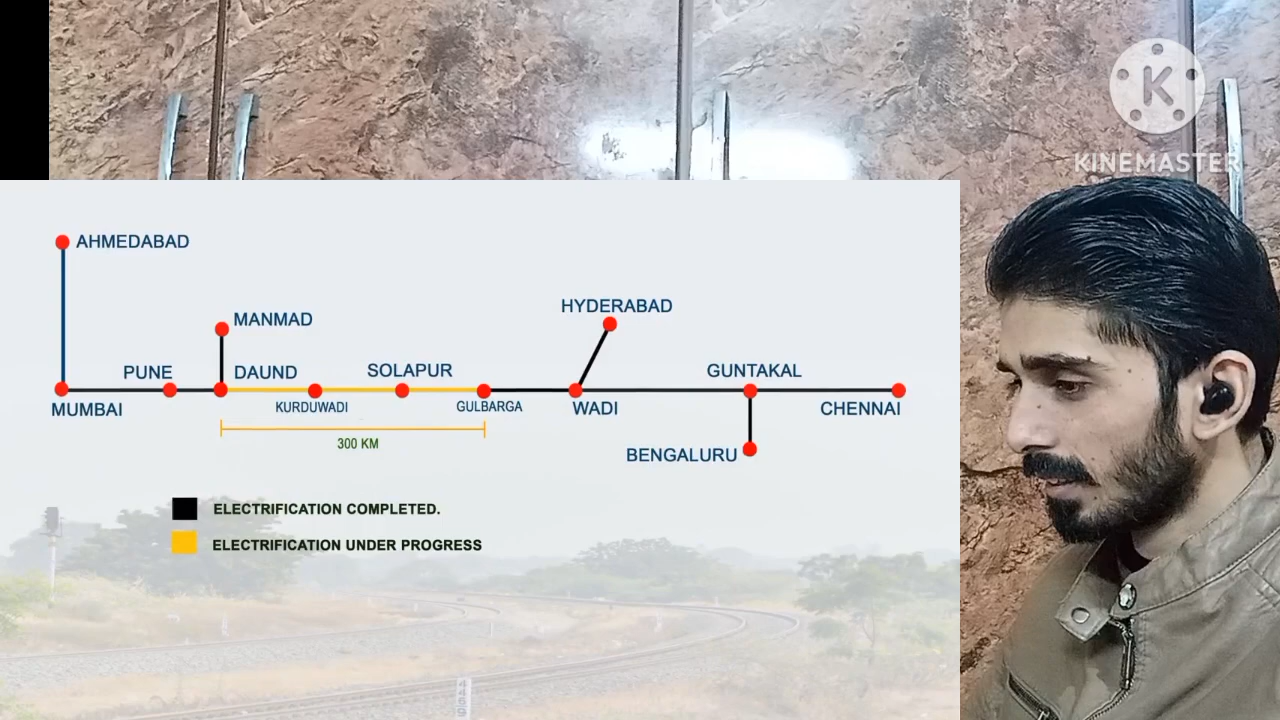 K
KINEMASTER
AHMEDABAD
HYDERABAD
MANMAD
PUNE
DAUND
SOLAPUR
GUNTAKAL
MUMBAI
KURDUWADI
GULBARGA
WADI
CHENNAI
300 KM
BENGALURU
ELECTRIFICATION COMPLETED.
ELECTRIFICATION UNDER PROGRESS